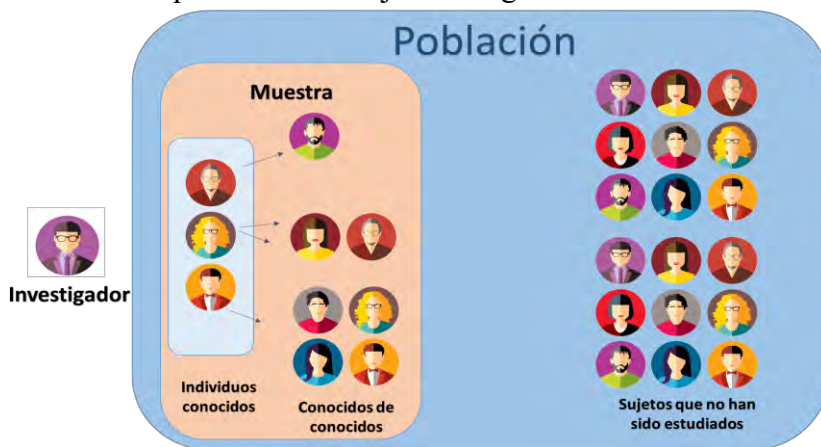 Población
Muestra
Investigador
Individuos
conocidos
Conocidos de
conocidos
Sujetos que no han
sido estudiados